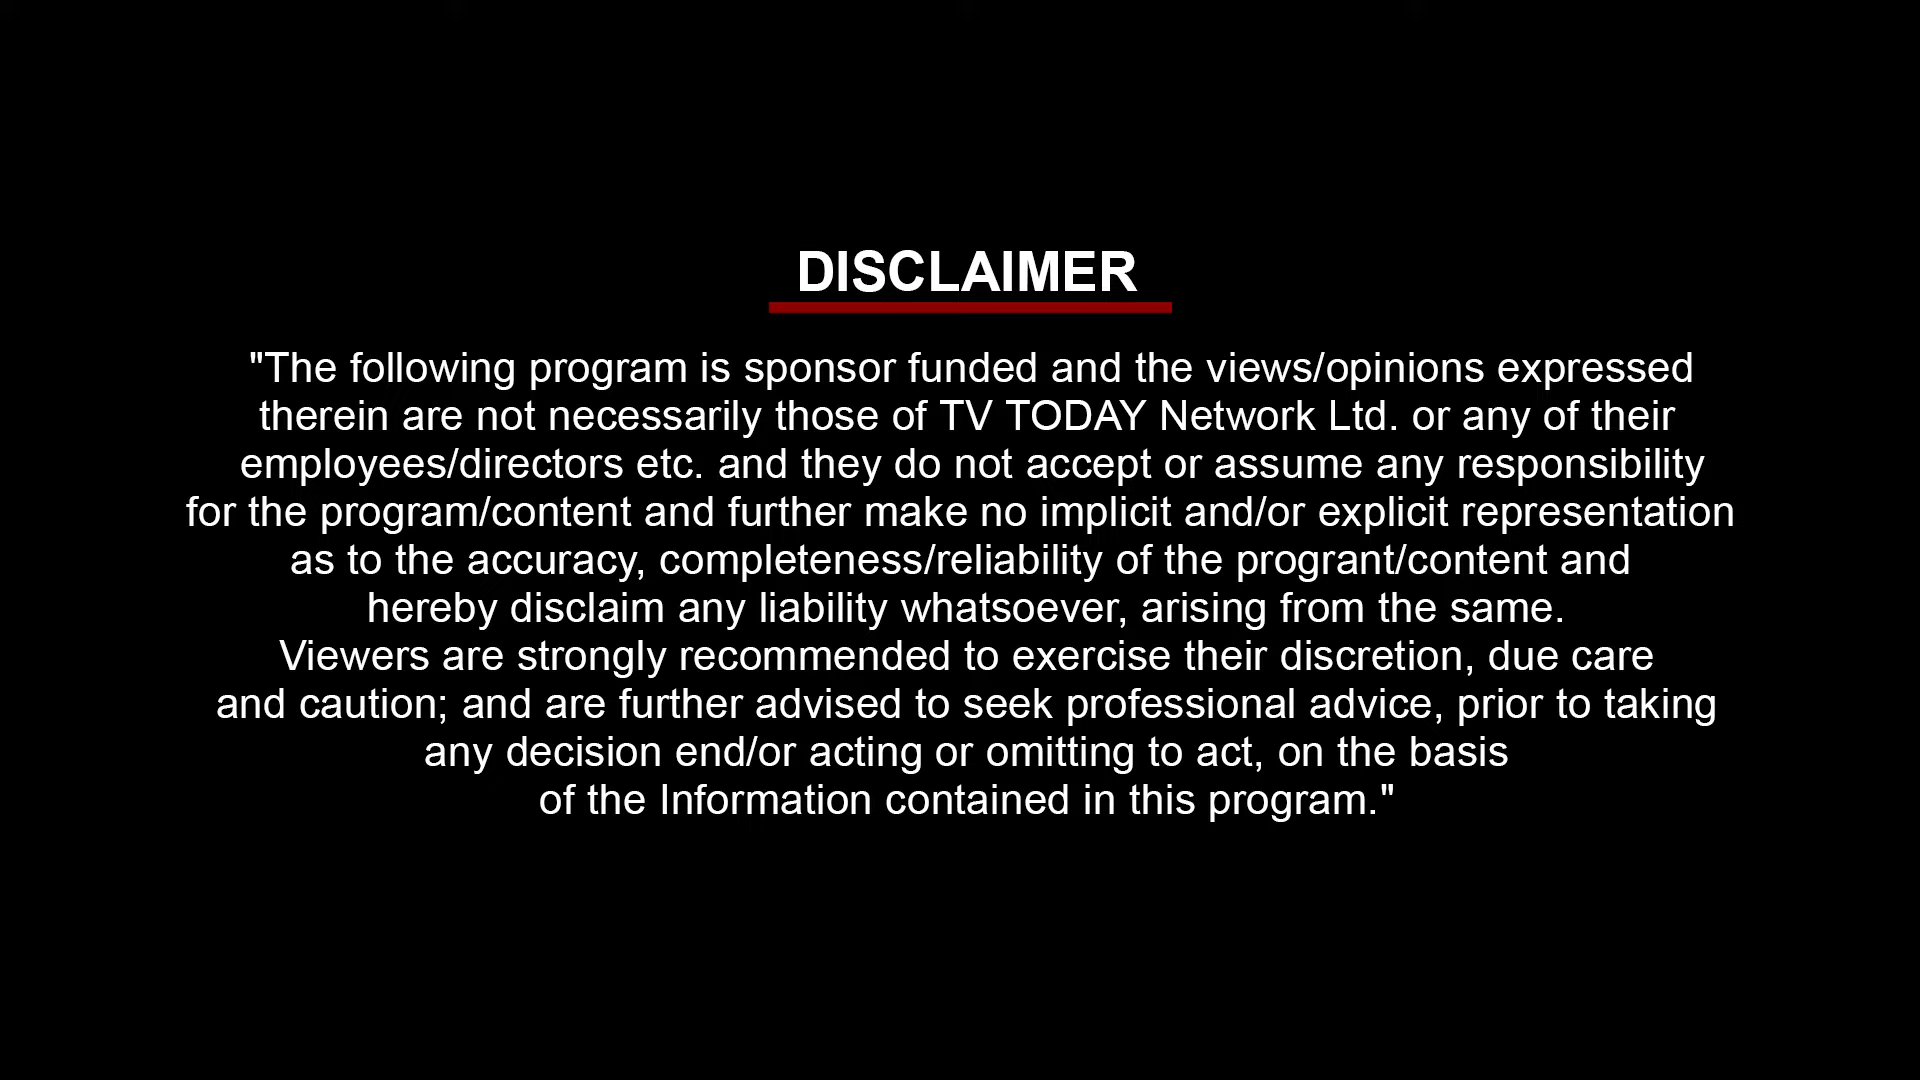 DISCLAIMER
"The following program is sponsor funded and the views/opinions expressed
therein are not necessarily those of TV TODAY Network Ltd. or any of their
employees/directors etc. and they do not accept or assume any responsibility
for the program/content and further make no implicit and/or explicit representation
as to the accuracy, completeness/reliability of the progrant/content and
hereby disclaim any liability whatsoever, arising from the same.
Viewers are strongly recommended to exercise their discretion, due care
and caution; and are further advised to seek professional advice, prior to taking
any decision end/or acting or omitting to act, on the basis
of the Information contained in this program."